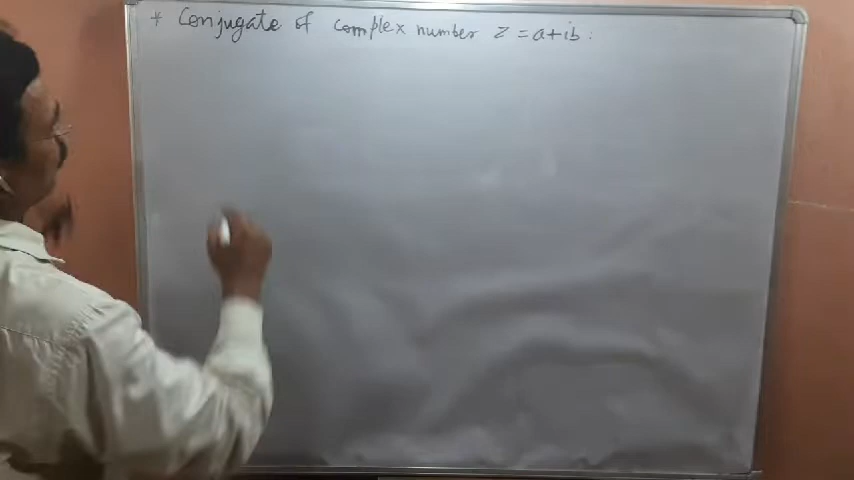 * Conjugate of complex number z = a+ib :